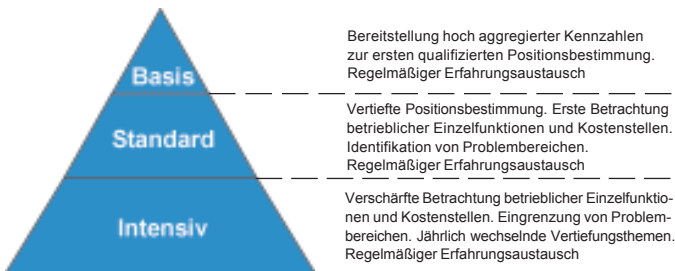 Basis
Bereitstellung hoch aggregierter Kennzahlen
zur ersten qualifizierten Positionsbestimmung.
Regelmäßiger Erfahrungsaustausch
Standard
Vertiefte Positionsbestimmung. Erste Betrachtung
betrieblicher Einzelfunktionen und Kostenstellen.
Identifikation von Problembereichen.
Regelmäßiger Erfahrungsaustausch
Intensiv
Verschärfte Betrachtung betrieblicher Einzelfunktio-
nen und Kostenstellen. Eingrenzung von Problem-
bereichen. Jährlich wechselnde Vertiefungsthemen.
Regelmäßiger Erfahrungsaustausch